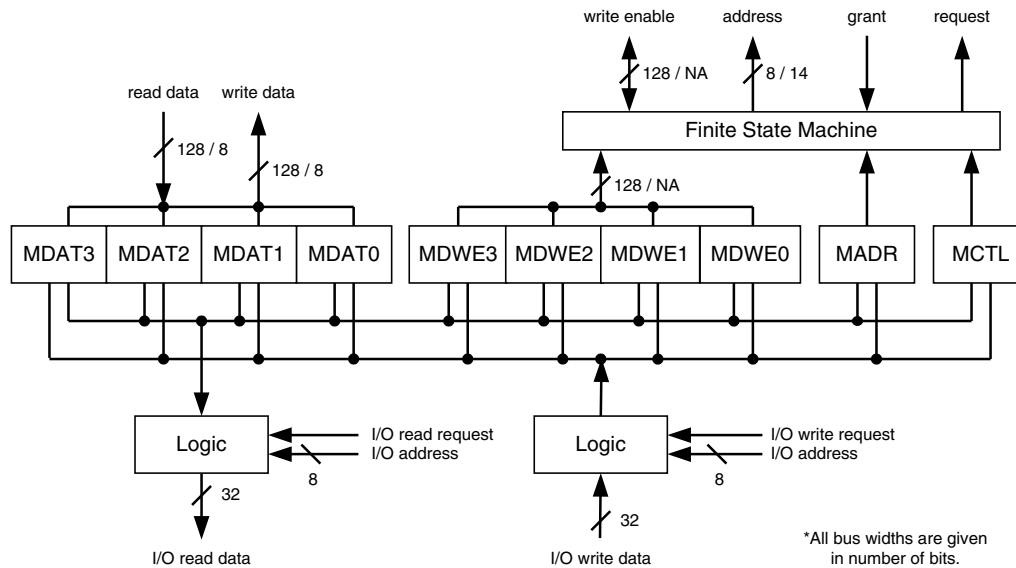 write enable
address
grant
request
128 / NA
8 / 14
read data
write data
Finite State Machine
128 / 8
128 / 8
128 / NA
MDAT3
MDAT2
MDAT1
MDAT0
MDWE3
MDWE2
MDWE1
MDWE0
MADR
MCTL
Logic
I/O read request
I/O address
8
32
I/O read data
Logic
I/O write request
I/O address
8
32
I/O write data
*All bus widths are given
in number of bits.